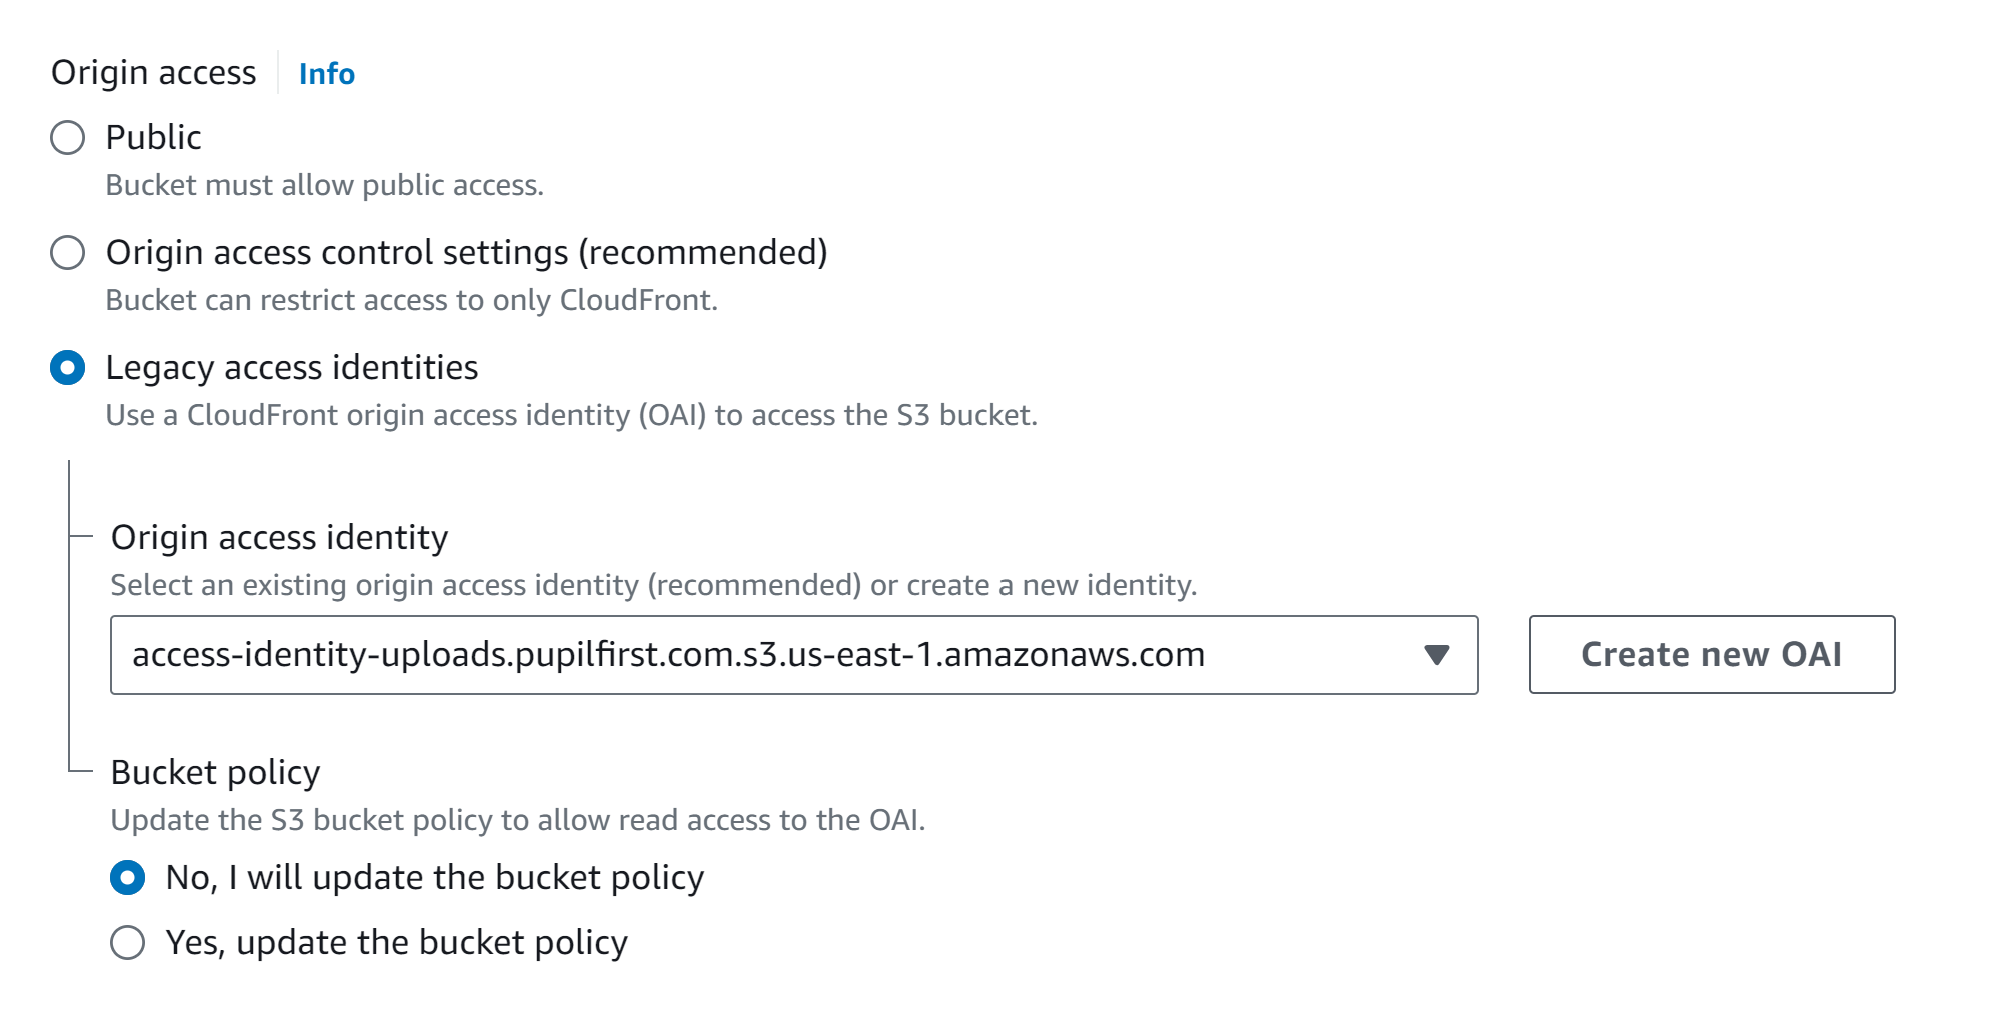 Origin access
Info
Public
Bucket must allow public access.
Origin access control settings (recommended)
Bucket can restrict access to only CloudFront.
Legacy access identities
Use a CloudFront origin access identity (OAI) to access the S3 bucket.
Origin access identity
Select an existing origin access identity (recommended) or create a new identity.
access-identity-uploads.pupilfirst.com.s3.us-east-1.amazonaws.com
Create new OAI
Bucket policy
Update the S3 bucket policy to allow read access to the OAI.
No, I will update the bucket policy
Yes, update the bucket policy